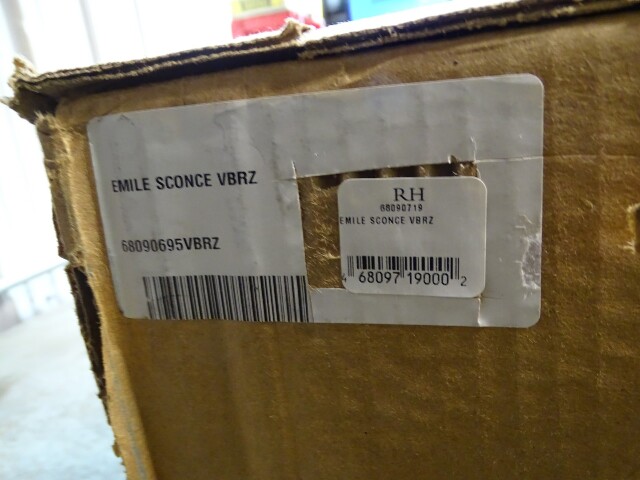 EMILE SCONCE VBRZ
68090695VBRZ
RH
68090719
EMILE SCONCE VBRZ
4 68097 19000 2